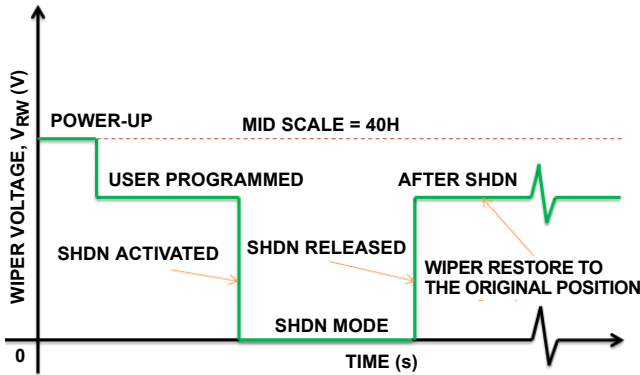 WIPER VOLTAGE, VRW (V)
POWER-UP
MID SCALE = 40H
USER PROGRAMMED
AFTER SHDN
SHDN ACTIVATED
SHDN RELEASED
WIPER RESTORE TO
THE ORIGINAL POSITION
SHDN MODE
0
TIME (s)